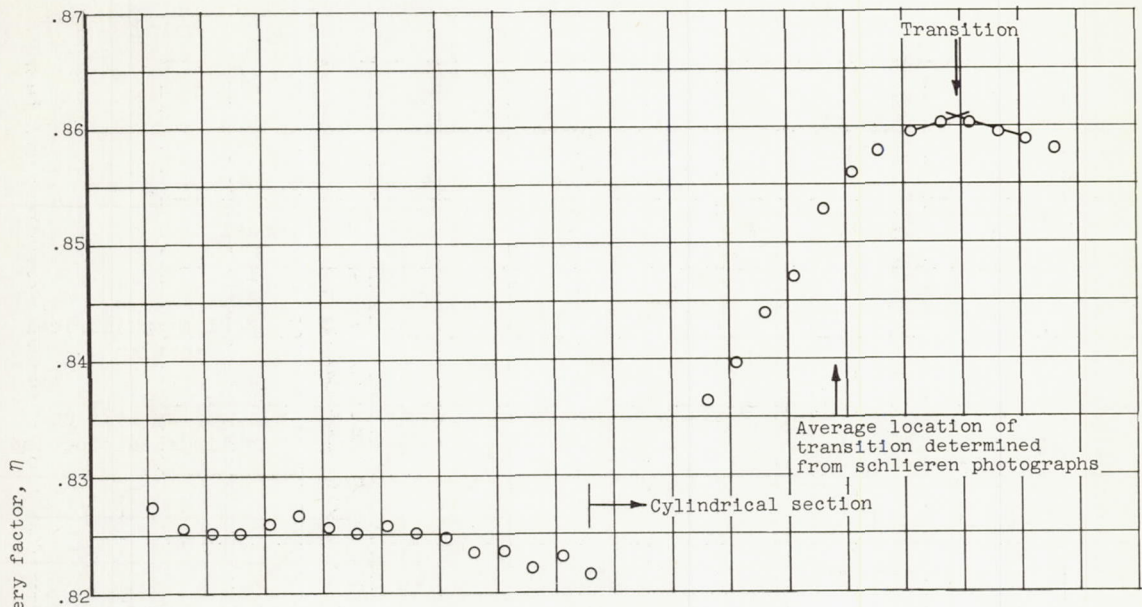 .87
Transition
.86
.85
.84
Average location of
transition determined
from schlieren photographs
.83
Cylindrical section
.82
factor, η